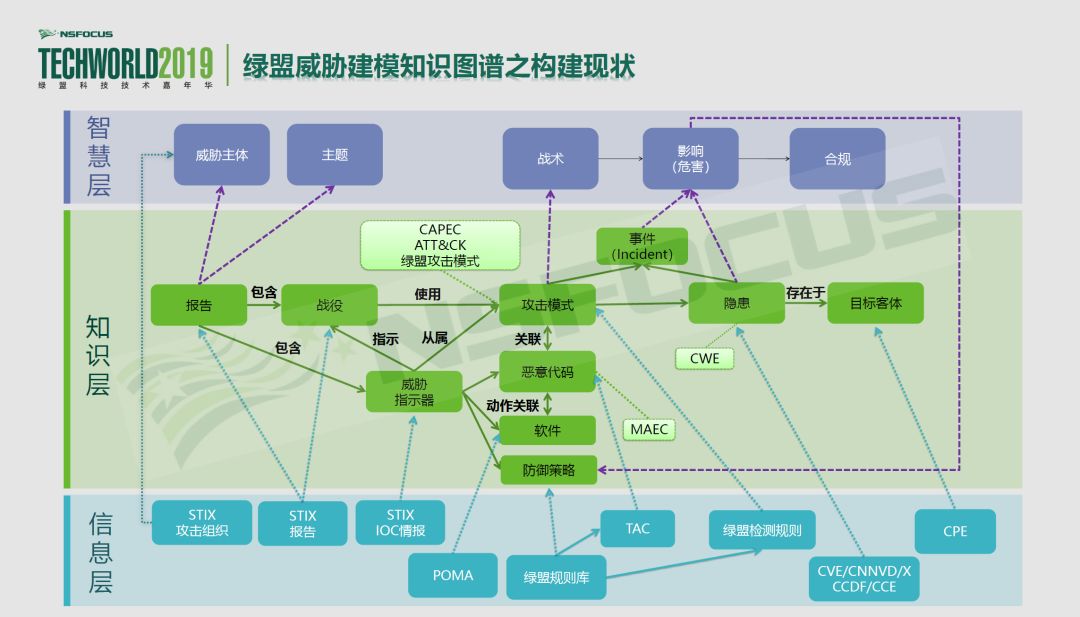 NSFOCUS
TECHWORLD2019
绿盟科技技术嘉年华
绿盟威胁建模知识图谱之构建现状
智慧层
威胁主体
主题
战术
影响
（危害）
合规
NSFOCUS
知识层
CAPEC
ATT&CK
绿盟攻击模式
事件
（Incident）
报告
包含
战役
使用
攻击模式
隐患
存在于
目标客体
包含
指示
从属
关联
CWE
威胁
指示器
恶意代码
动作关联
MAEC
软件
防御策略
信息层
STIX
攻击组织
STIX
报告
STIX
IOC情报
TAC
绿盟检测规则
CPE
POMA
绿盟规则库
CVE/CNNVD/X
CCDF/CCE